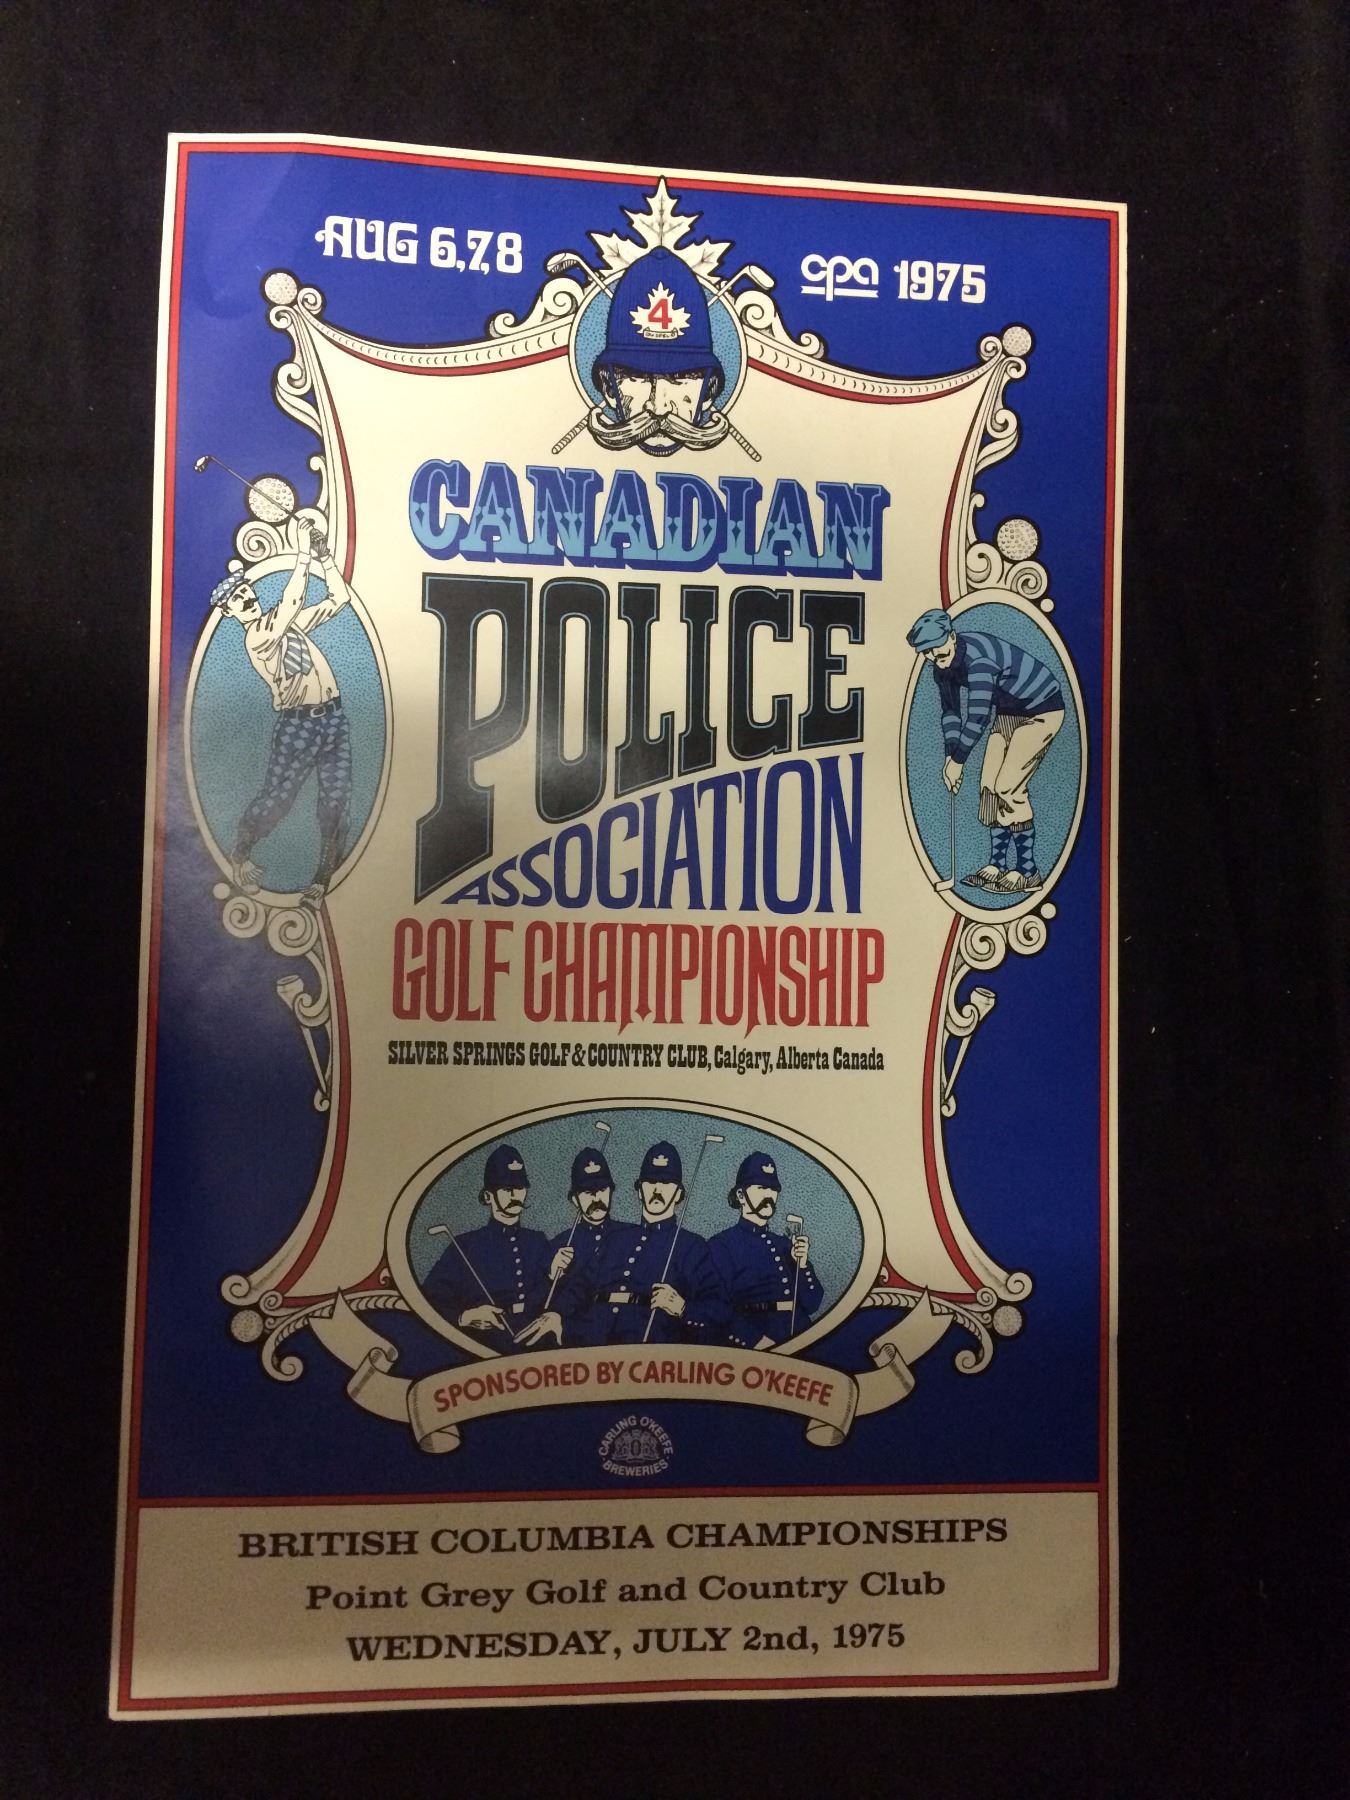 AUG 6,7,8
cpa 1975
4
CANADIAN
POLICE
ASSOCIATION
GOLF CHAMPIONSHIP
SILVER SPRINGS GOLF & COUNTRY CLUB, Calgary, Alberta Canada
SPONSORED BY CARLING O'KEEFE
CARLING O'KEEFE
BREWERIES
BRITISH COLUMBIA CHAMPIONSHIPS
Point Grey Golf and Country Club
WEDNESDAY, JULY 2nd, 1975